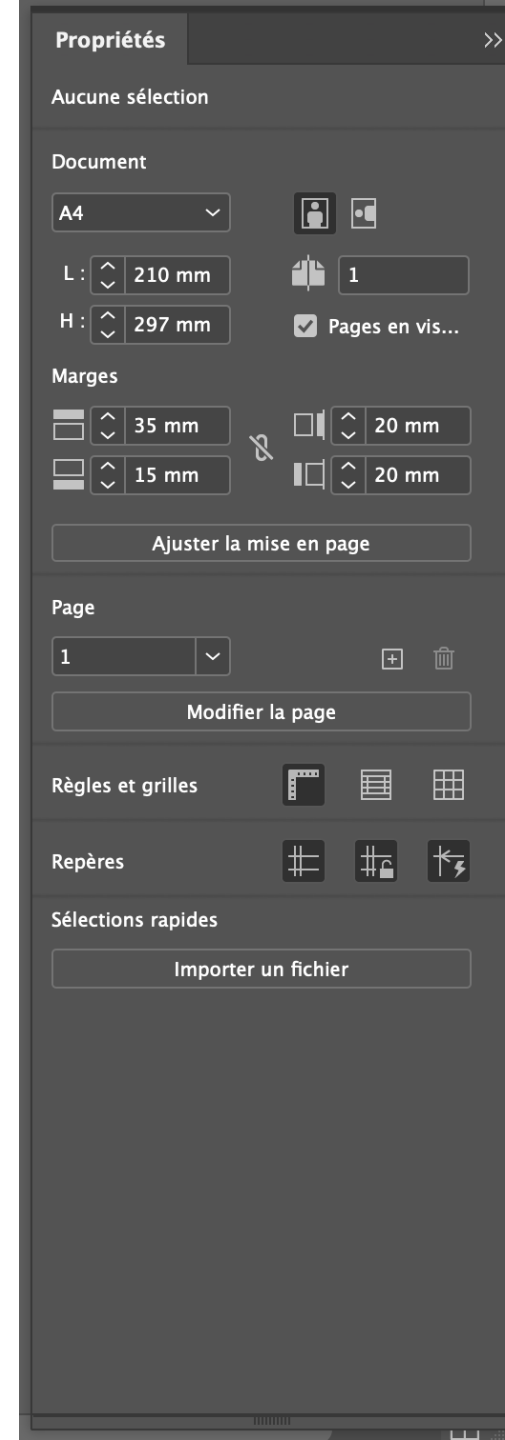 Propriétés
Aucune sélection
Document
A4
L : 210 mm 1
H : 297 mm Pages en vis...
Marges
35 mm 20 mm
15 mm 20 mm
Ajuster la mise en page
Page
1
Modifier la page
Règles et grilles
Repères
Sélections rapides
Importer un fichier